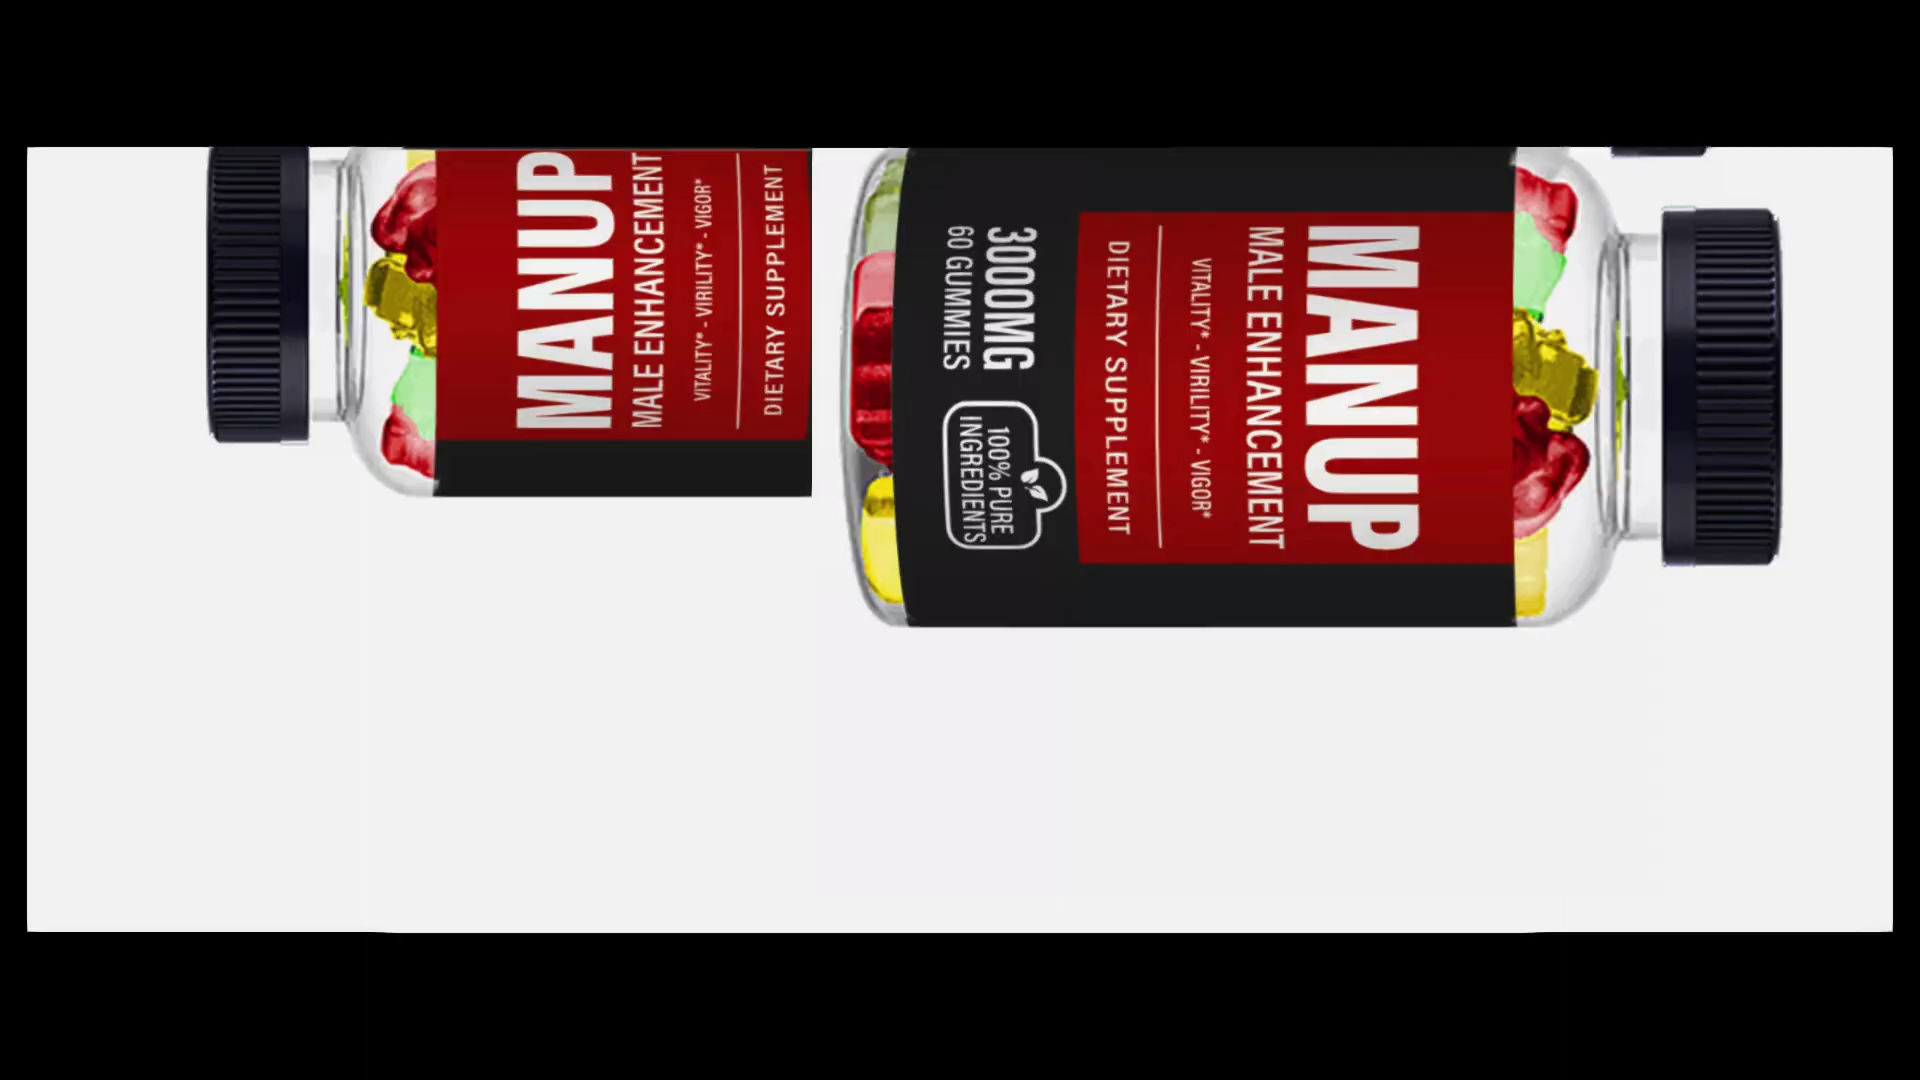 MANUP
MALE ENHANCEMENT
VITALITY* - VIRILITY* - VIGOR*
DIETARY SUPPLEMENT
MANUP
MALE ENHANCEMENT
VITALITY* - VIRILITY* - VIGOR*
DIETARY SUPPLEMENT
3000MG
60 GUMMIES
100% PURE
INGREDIENTS